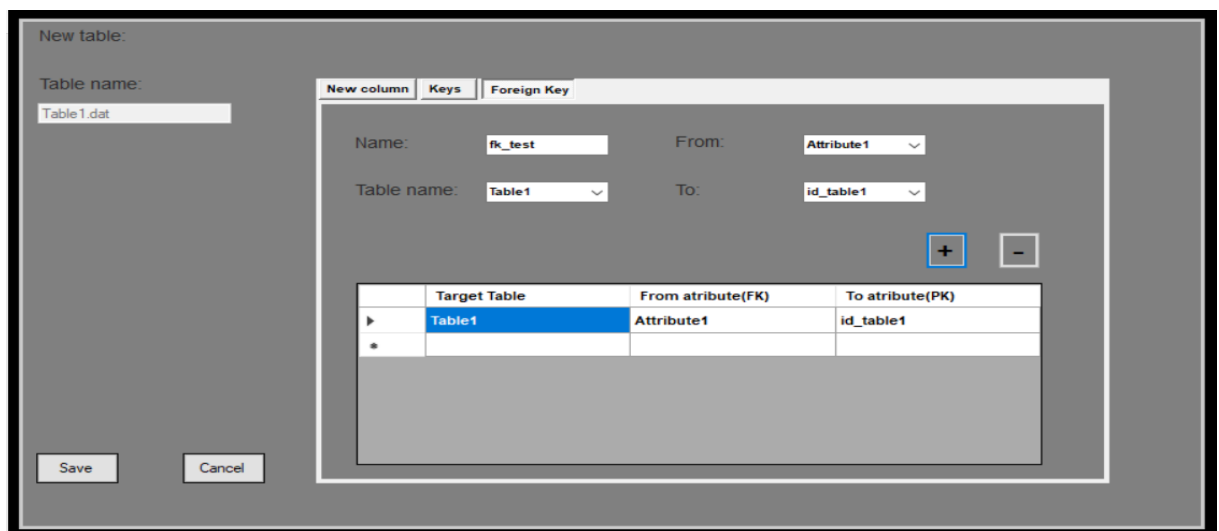 New table:
Table name:
Table1.dat
New column Keys Foreign Key
Name: fk_test From: Attribute1
Table name: Table1 To: id_table1
+ -
Target Table From atribute(FK) To atribute(PK)
Table1 Attribute1 id_table1
*
Save Cancel